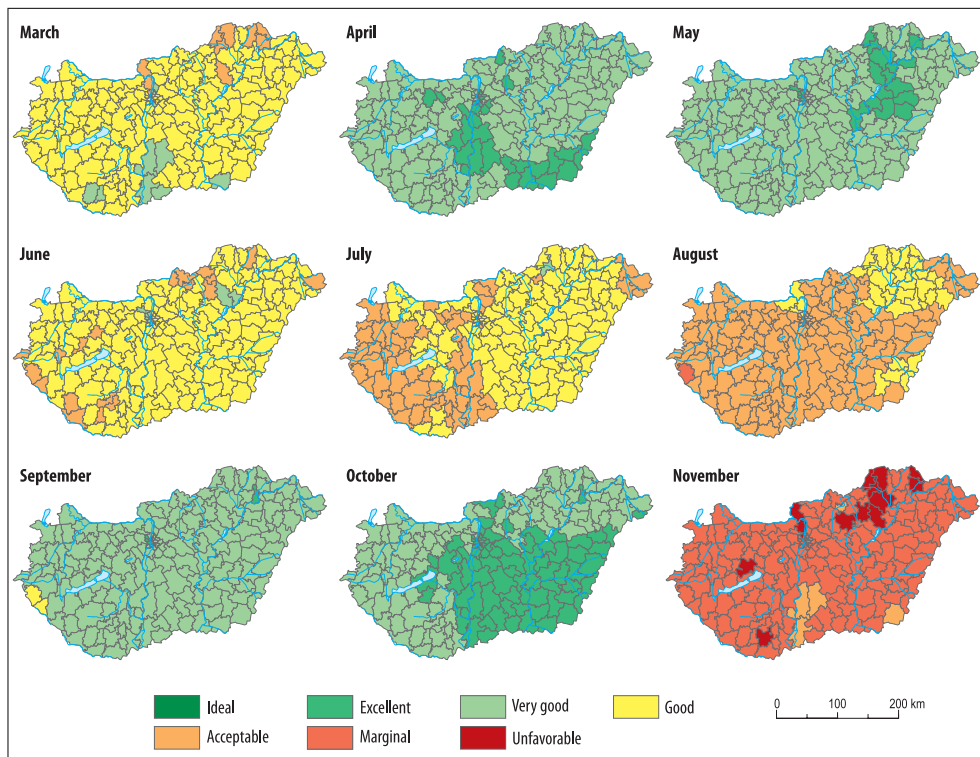 March
April
May
June
July
August
September
October
November
Ideal
Excellent
Very good
Good
Acceptable
Marginal
Unfavorable
0 100 200 km